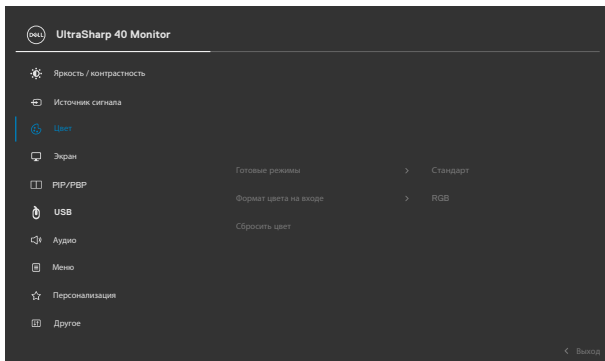 DELL UltraSharp 40 Monitor
Яркость / контрастность
Источник сигнала
Цвет
Экран
PIP/PBP
USB
Аудио
Меню
Персонализация
Другое
Готовые режимы > Стандарт
Формат цвета на входе > RGB
Сбросить цвет
< Выход